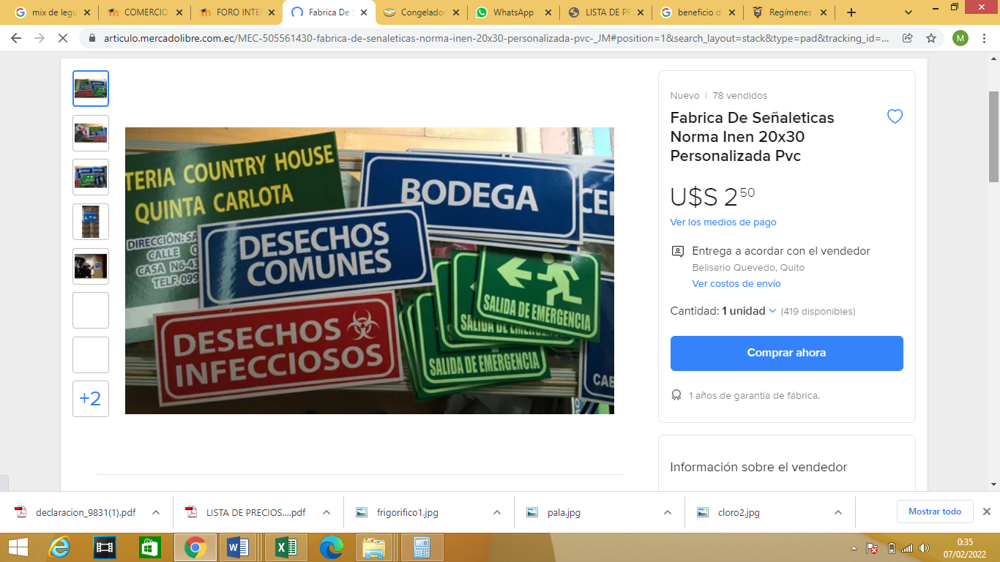 mix de legu
COMERCIO
FORO INTE
Fabrica De S
Congelador
WhatsApp
LISTA DE PR
beneficio d
Regímenes
articulo.mercadolibre.com.ec/MEC-505561430-fabrica-de-senaleticas-norma-inen-20x30-personalizada-pvc-_JM#position=1&search_layout=stack&type=pad&tracking_id=...
M
+2
TERIA COUNTRY HOUSE
QUINTA CARLOTA
DIRECCIÓN: SA
CALLE
CASA N6-43
TELF. 099
BODEGA
CE
DESECHOS
COMUNES
SALIDA DE EMERGENCIA
SALIDA DE EMERGENCIA
DESECHOS
INFECCIOSOS
SALIDA DE EMERGENCIA
CAB
Nuevo | 78 vendidos
Fabrica De Señaleticas
Norma Inen 20x30
Personalizada Pvc
U$S 2 50
Ver los medios de pago
Entrega a acordar con el vendedor
Belisario Quevedo, Quito
Ver costos de envío
Cantidad: 1 unidad (419 disponibles)
Comprar ahora
1 años de garantía de fábrica.
Información sobre el vendedor
declaracion_9831(1).pdf
LISTA DE PRECIOS....pdf
frigorifico1.jpg
pala.jpg
cloro2.jpg
Mostrar todo
0:35
07/02/2022